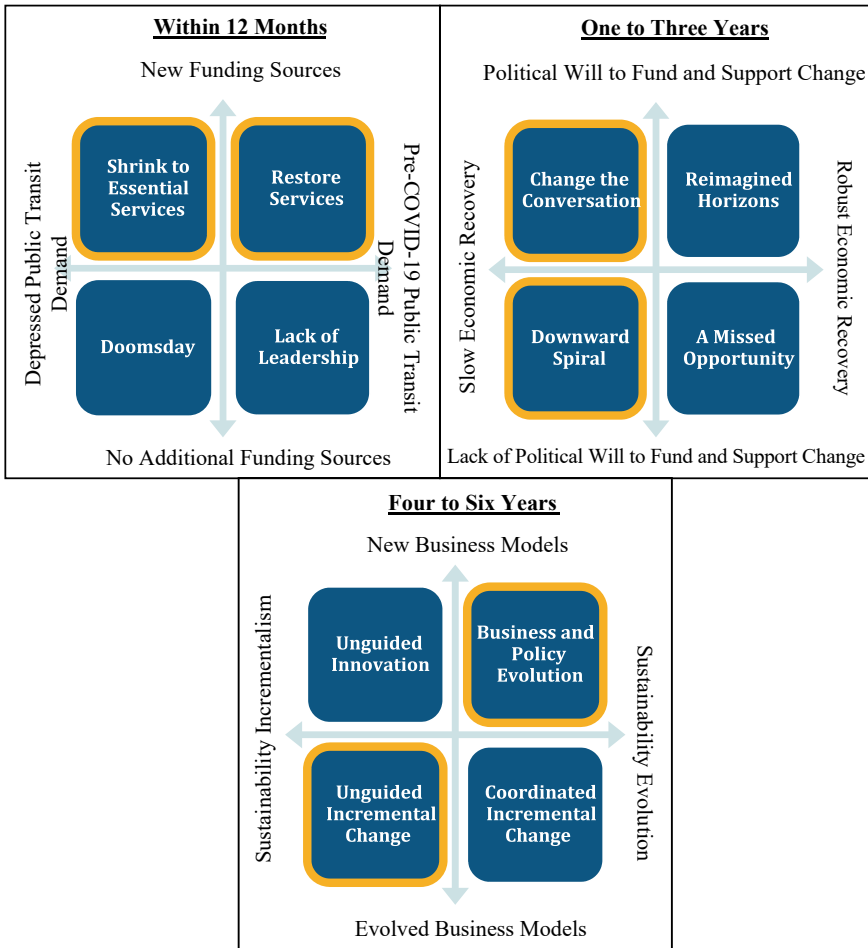 Within 12 Months
New Funding Sources
Depressed Public Transit
Demand
Shrink to
Essential
Services
Restore
Services
Pre-COVID-19 Public Transit
Demand
Doomsday
Lack of
Leadership
No Additional Funding Sources
One to Three Years
Political Will to Fund and Support Change
Slow Economic Recovery
Change the
Conversation
Reimagined
Horizons
Robust Economic Recovery
Downward
Spiral
A Missed
Opportunity
Lack of Political Will to Fund and Support Change
Four to Six Years
New Business Models
Sustainability Incrementalism
Unguided
Innovation
Business and
Policy
Evolution
Sustainability Evolution
Unguided
Incremental
Change
Coordinated
Incremental
Change
Evolved Business Models